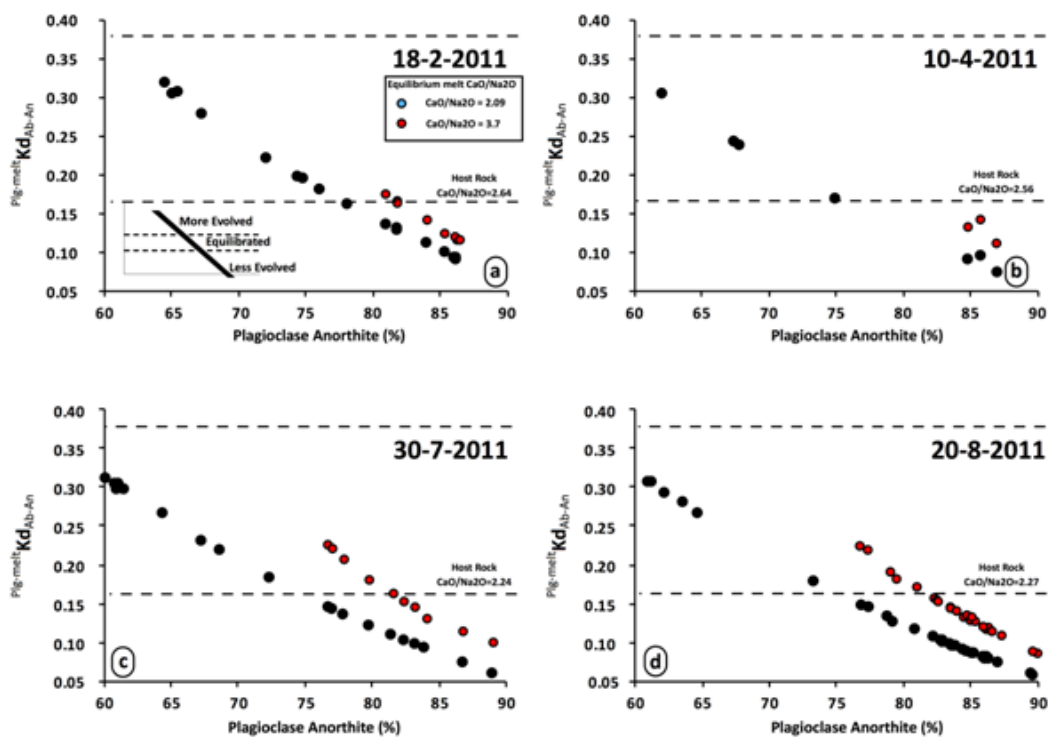 0.40
0.35
0.30
0.25
0.20
0.15
0.10
0.05
Plg-meltKdAb-An
18-2-2011
Equilibrium melt CaO/Na2O
CaO/Na2O = 2.09
CaO/Na2O = 3.7
Host Rock
CaO/Na2O=2.64
More Evolved
Equilibrated
Less Evolved
a
60 65 70 75 80 85 90
Plagioclase Anorthite (%)
0.40
0.35
0.30
0.25
0.20
0.15
0.10
0.05
Plg-meltKdAb-An
10-4-2011
Host Rock
CaO/Na2O=2.56
b
60 65 70 75 80 85 90
Plagioclase Anorthite (%)
0.40
0.35
0.30
0.25
0.20
0.15
0.10
0.05
Plg-meltKdAb-An
30-7-2011
Host Rock
CaO/Na2O=2.24
c
60 65 70 75 80 85 90
Plagioclase Anorthite (%)
0.40
0.35
0.30
0.25
0.20
0.15
0.10
0.05
Plg-meltKdAb-An
20-8-2011
Host Rock
CaO/Na2O=2.27
d
60 65 70 75 80 85 90
Plagioclase Anorthite (%)